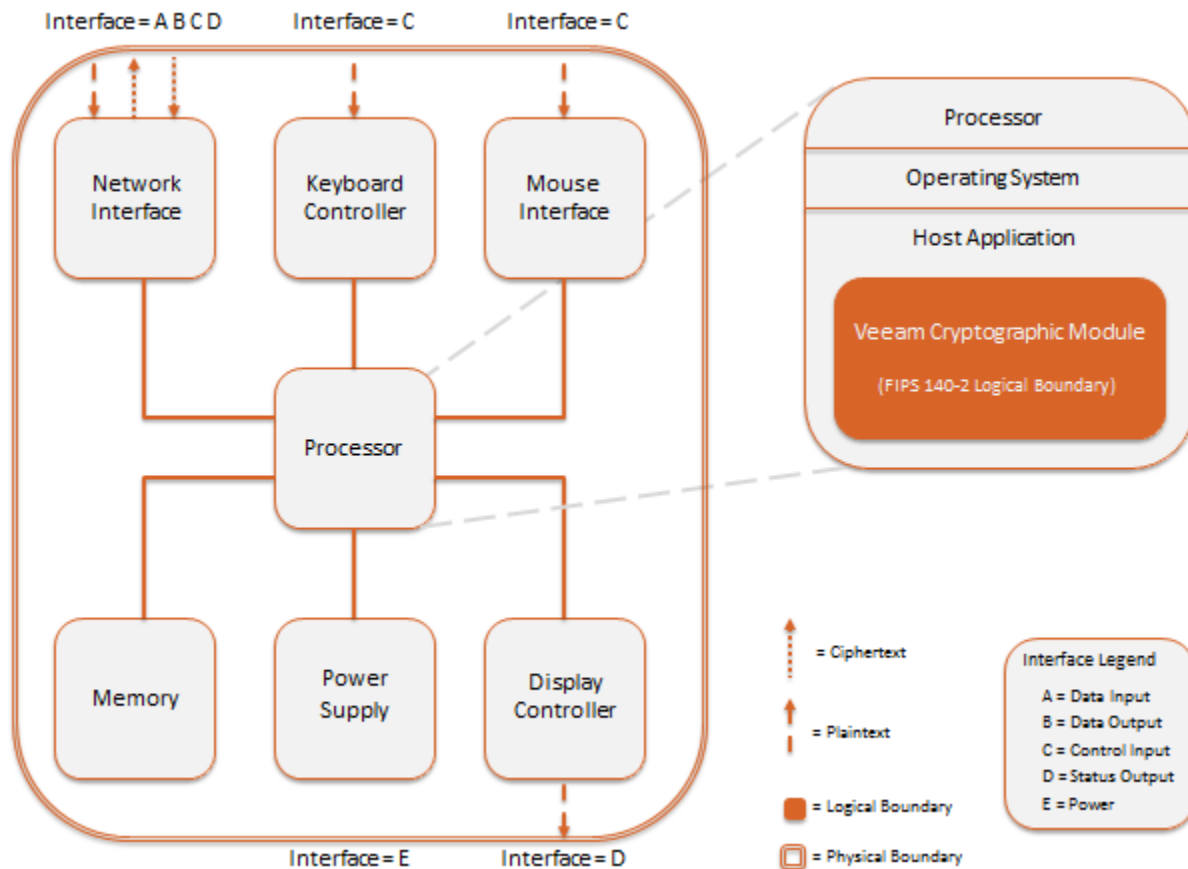 Interface = A B C D
Interface = C
Interface = C
Network
Interface
Keyboard
Controller
Mouse
Interface
Processor
Memory
Power
Supply
Display
Controller
Interface = E
Interface = D
Processor
Operating System
Host Application
Veeam Cryptographic Module
(FIPS 140-2 Logical Boundary)
= Ciphertext
= Plaintext
= Logical Boundary
= Physical Boundary
Interface Legend
A = Data Input
B = Data Output
C = Control Input
D = Status Output
E = Power